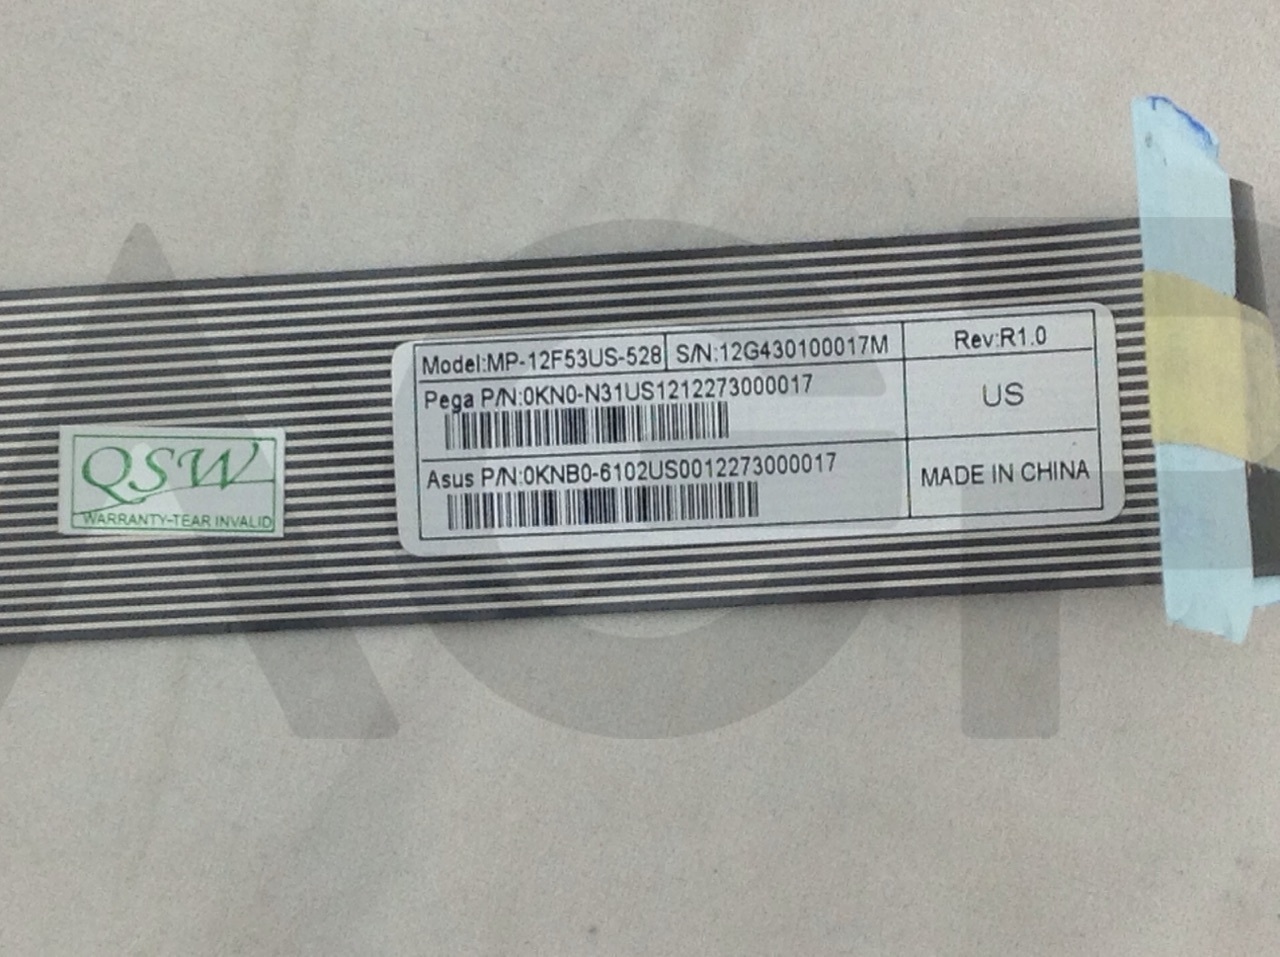 Model:MP-12F53US-528 S/N:12G430100017M Rev:R1.0
Pega P/N:0KN0-N31US1212273000017
US
Asus P/N:0KNB0-6102US0012273000017
MADE IN CHINA
QSW
WARRANTY-TEAR INVALID